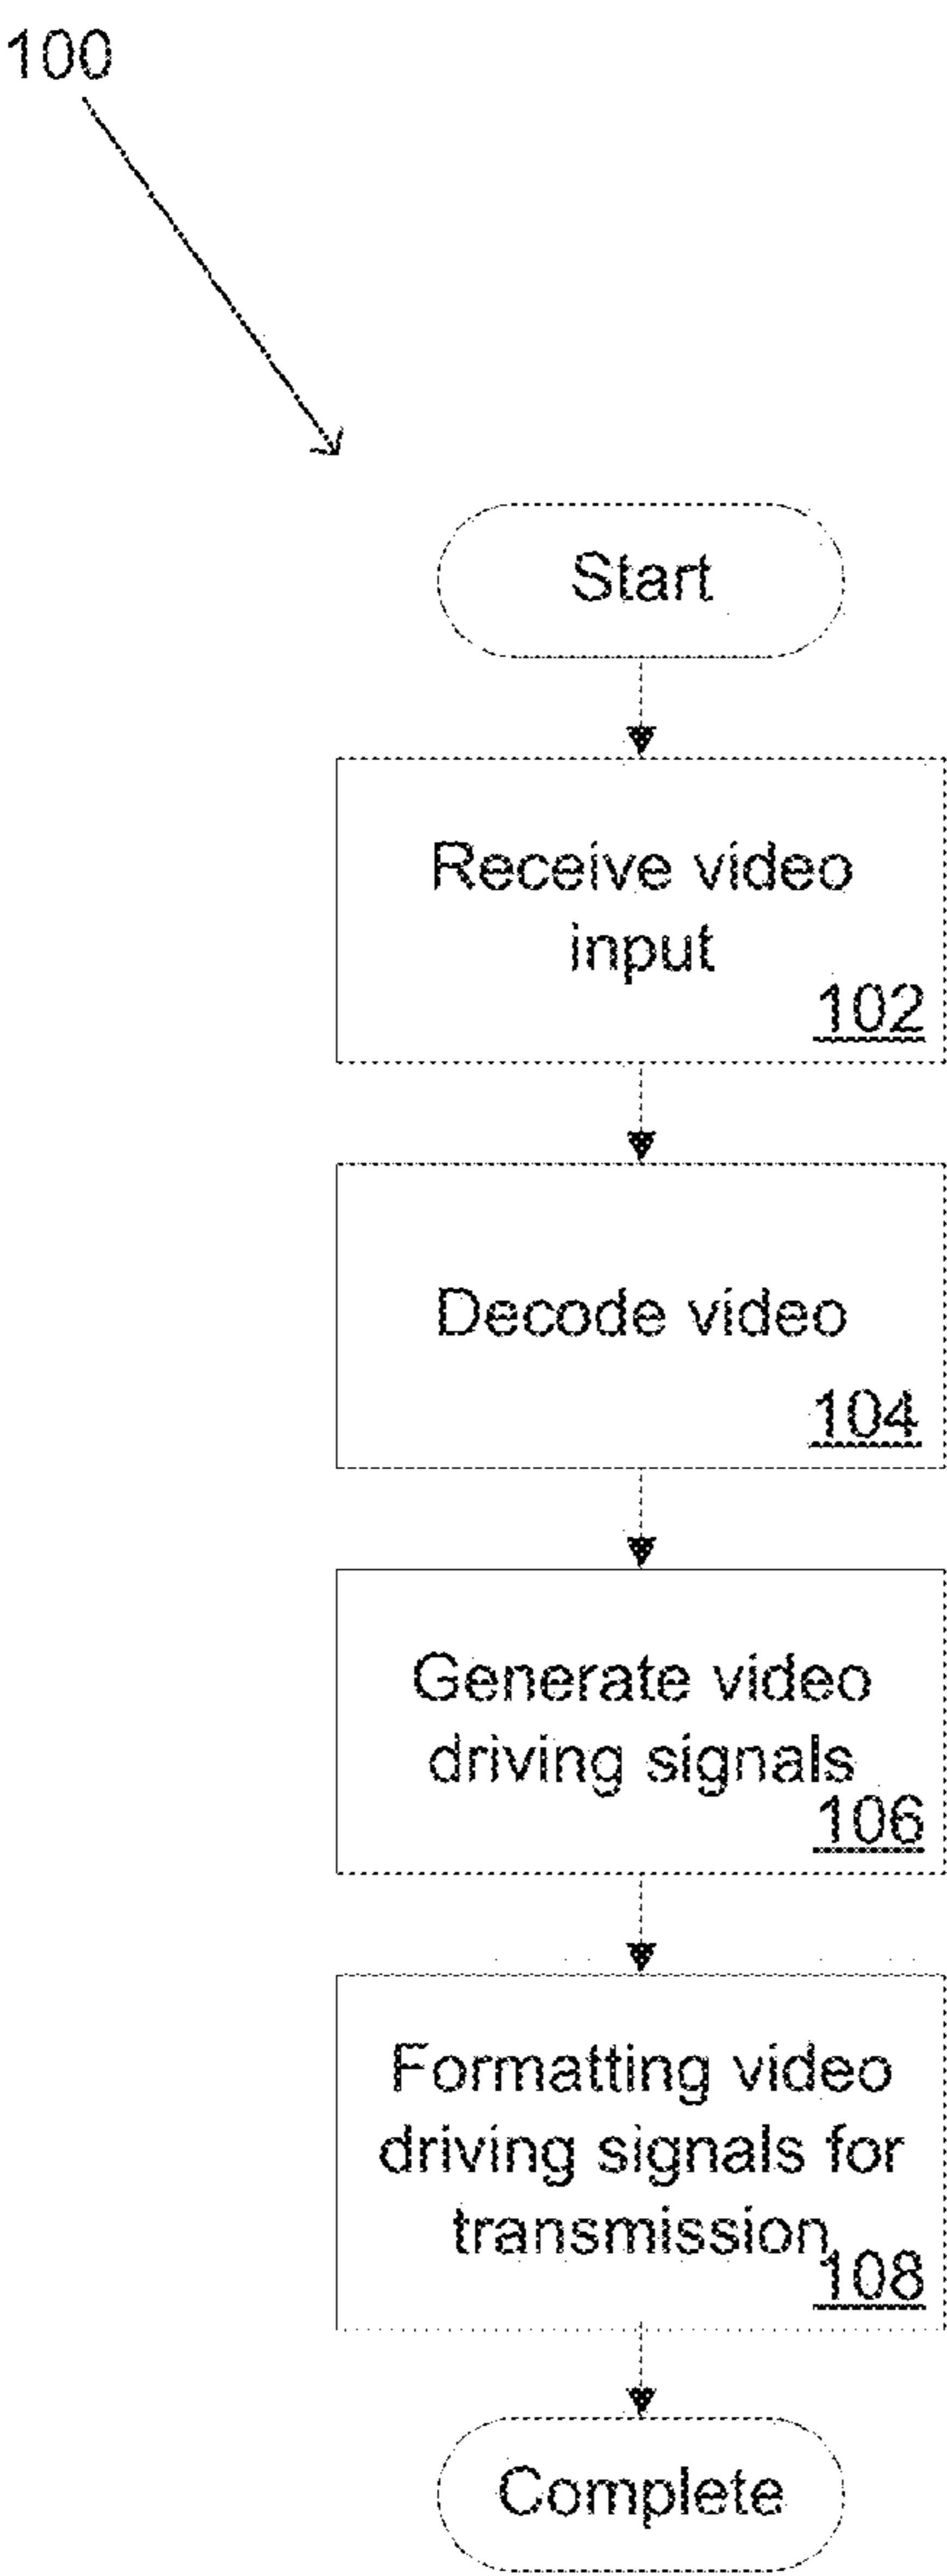 100
Start
Receive video
input
102
Decode video
104
Generate video
driving signals
106
Formatting video
driving signals for
transmission
108
Complete